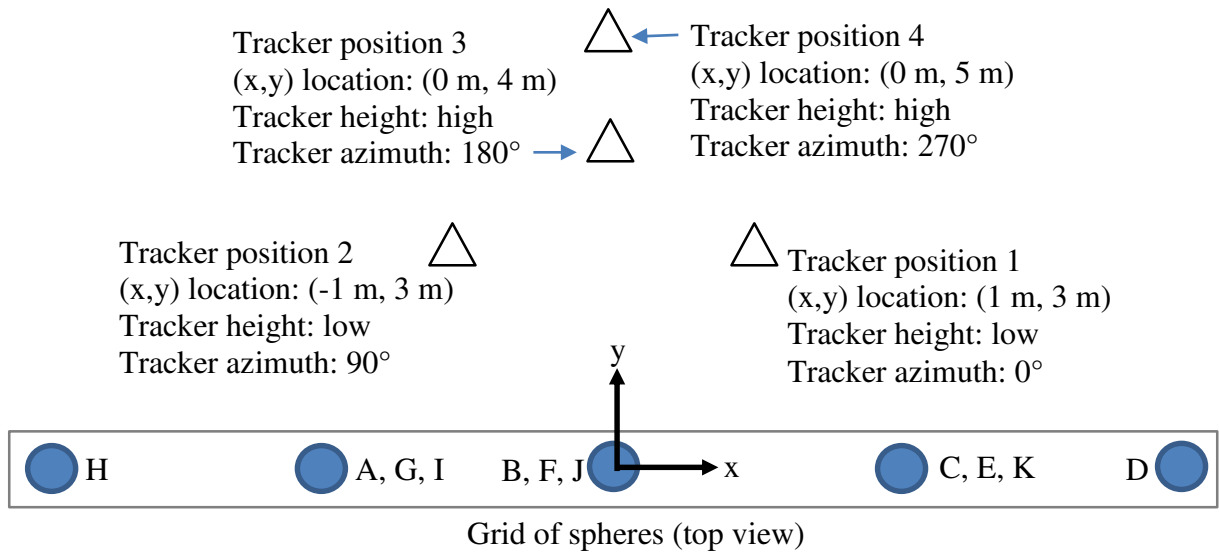 Tracker position 3
(x,y) location: (0 m, 4 m)
Tracker height: high
Tracker azimuth: 180°
Tracker position 4
(x,y) location: (0 m, 5 m)
Tracker height: high
Tracker azimuth: 270°
Tracker position 2
(x,y) location: (-1 m, 3 m)
Tracker height: low
Tracker azimuth: 90°
Tracker position 1
(x,y) location: (1 m, 3 m)
Tracker height: low
Tracker azimuth: 0°
y
H
A, G, I
B, F, J
x
C, E, K
D
Grid of spheres (top view)